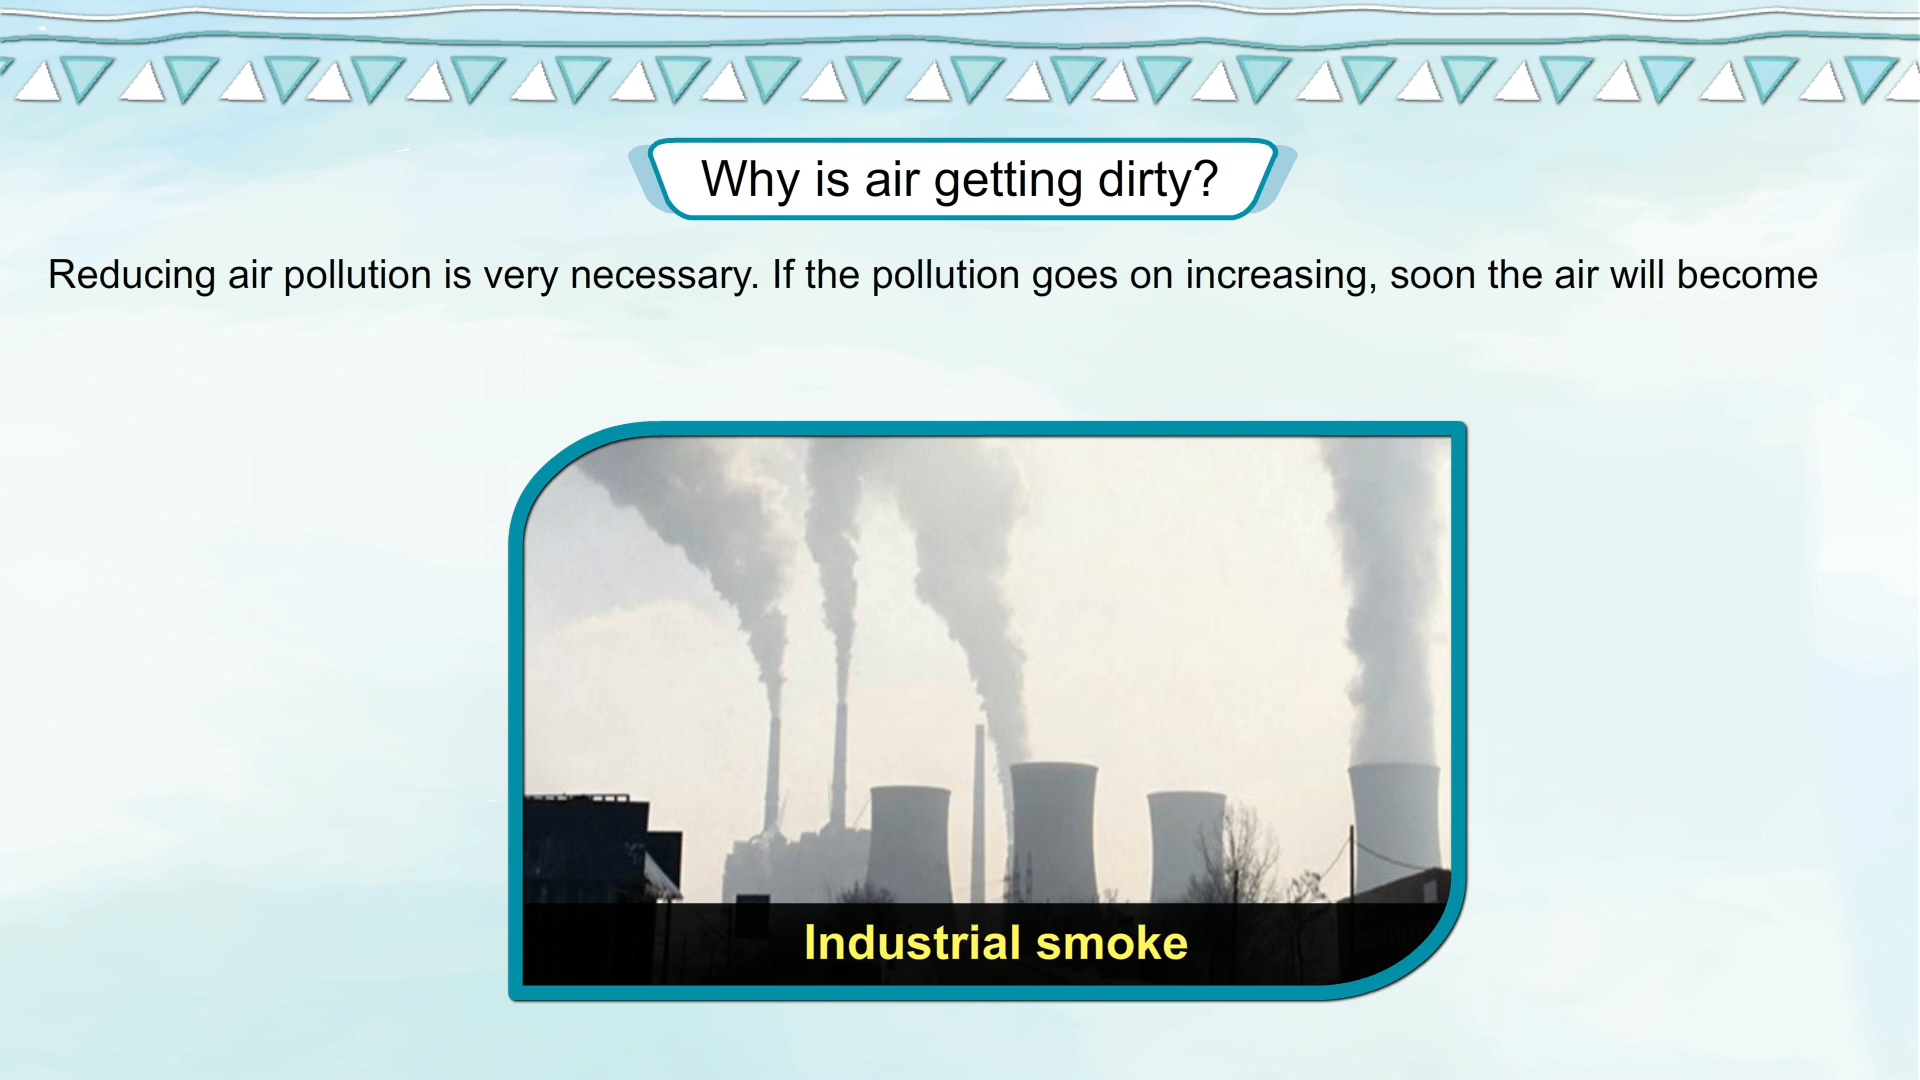 Why is air getting dirty?
Reducing air pollution is very necessary. If the pollution goes on increasing, soon the air will become
Industrial smoke